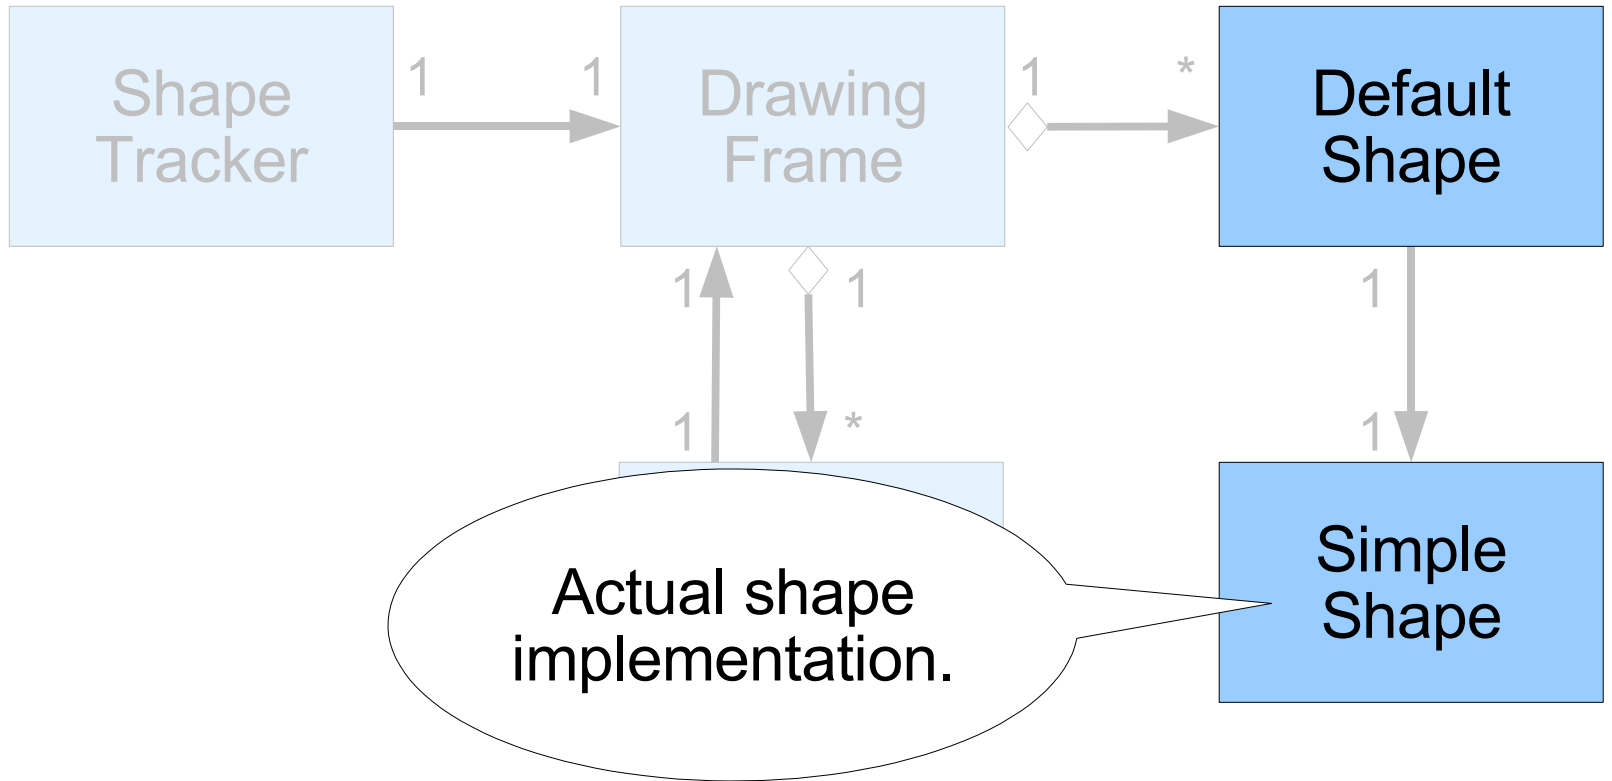 Shape
Tracker
1
1
Drawing
Frame
1
*
Default
Shape
1
1
1
1
*
1
Actual shape
implementation.
Simple
Shape